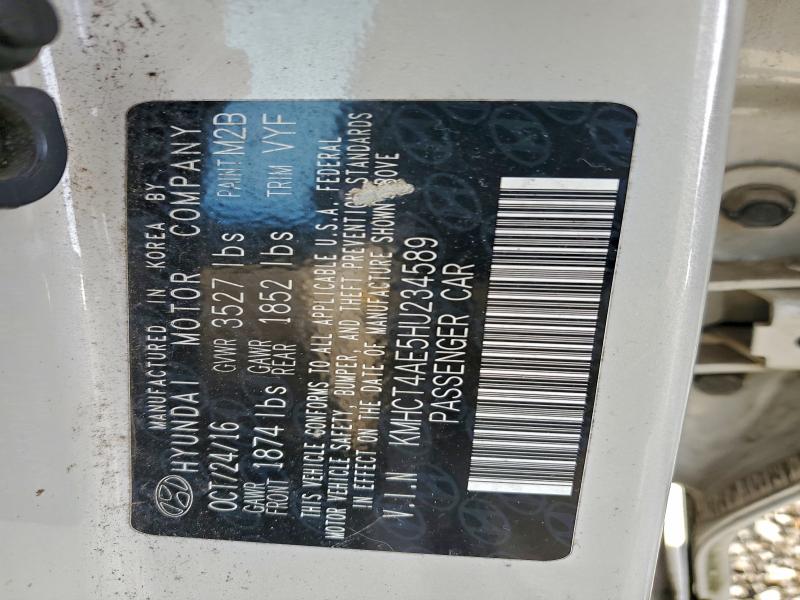 MANUFACTURED IN KOREA BY
HYUNDAI MOTOR COMPANY
OCT/24/16 GVWR 3527 lbs PAINT M2B
GAWR FRONT 1874 lbs GAWR REAR 1852 lbs TRIM VYF
THIS VEHICLE CONFORMS TO ALL APPLICABLE U.S.A. FEDERAL
MOTOR VEHICLE SAFETY, BUMPER, AND THEFT PREVENTION STANDARDS
IN EFFECT ON THE DATE OF MANUFACTURE SHOWN ABOVE
V.I.N KMHCT4AE5HU234589
PASSENGER CAR